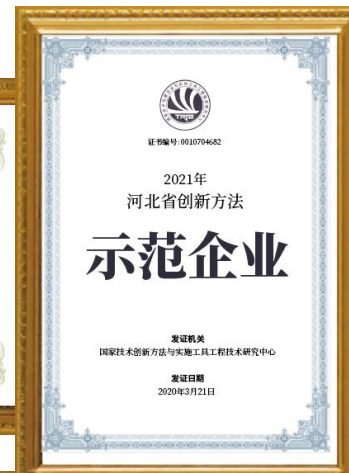 TRIZ
证书编号:0010704682
2021年
河北省创新方法
示范企业
发证机关
国家技术创新方法与实施工具工程技术研究中心
发证日期
2020年3月21日